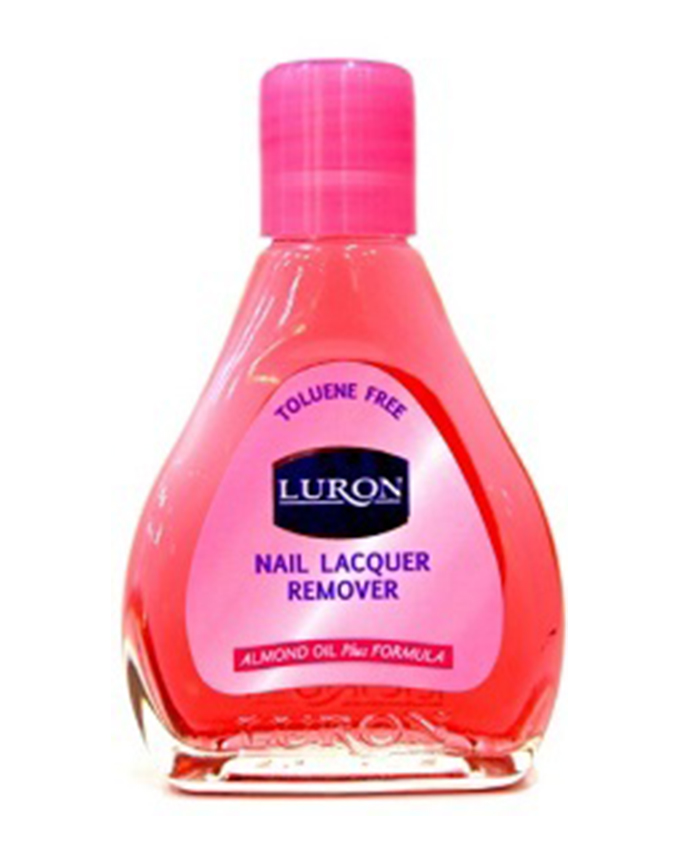 TOLUENE FREE
LURON®
NAIL LACQUER
REMOVER
ALMOND OIL Plus FORMULA
LURON